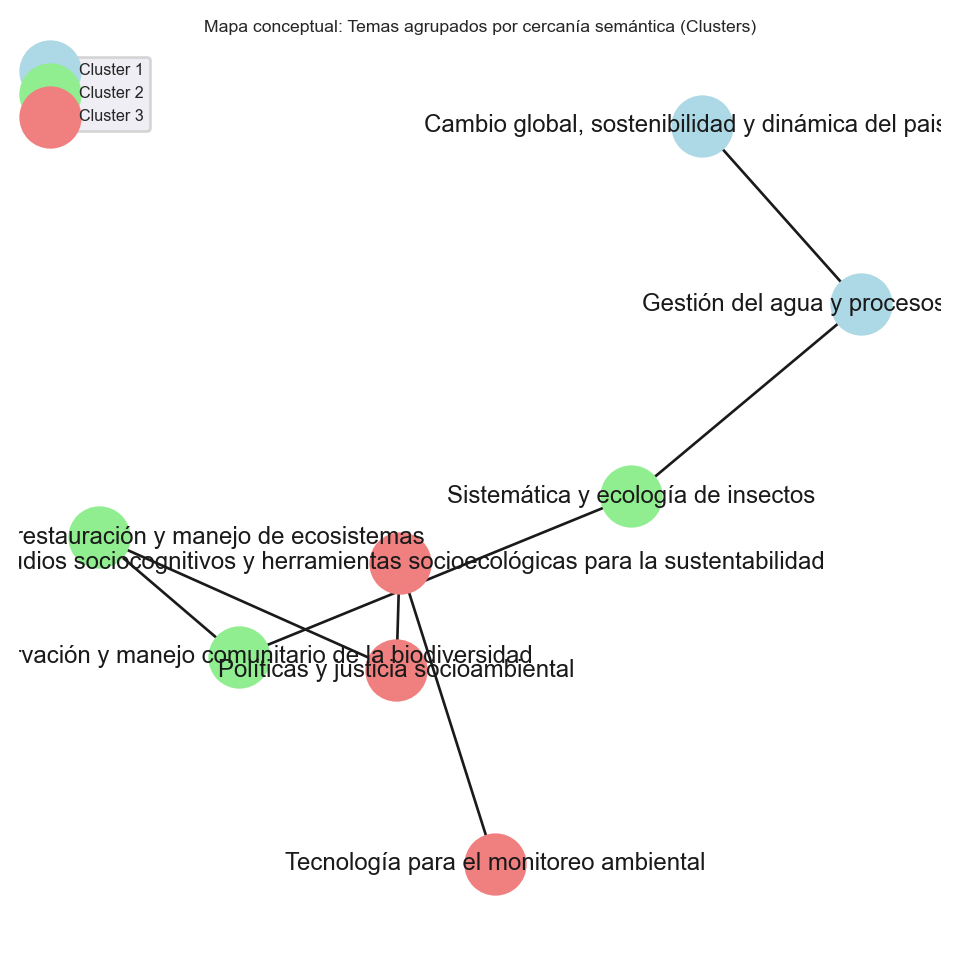 Mapa conceptual: Temas agrupados por cercanía semántica (Clusters)
Cluster 1
Cluster 2
Cluster 3
Cambio global, sostenibilidad y dinámica del pais
Gestión del agua y procesos
Sistemática y ecología de insectos
restauración y manejo de ecosistemas
dios sociocognitivos y herramientas socioecológicas para la sustentabilidad
vación y manejo comunitario de la biodiversidad
Políticas y justicia socioambiental
Tecnología para el monitoreo ambiental